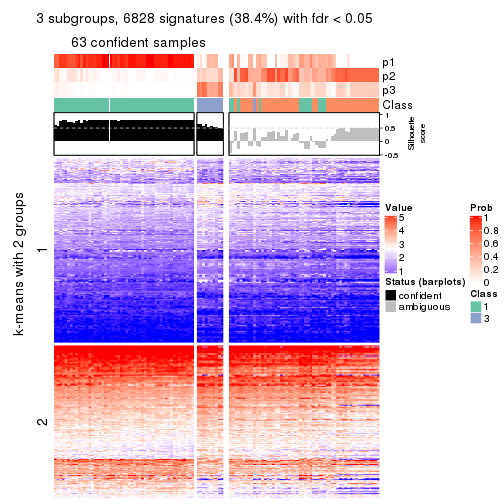 3 subgroups, 6828 signatures (38.4%) with fdr < 0.05
63 confident samples
p1
p2
p3
Class
1
0.5
0
-0.5
Silhouette
score
k-means with 2 groups
1
2
Value
5
4
3
2
1
Status (barplots)
confident
ambiguous
Prob
1
0.8
0.6
0.4
0.2
0
Class
1
3